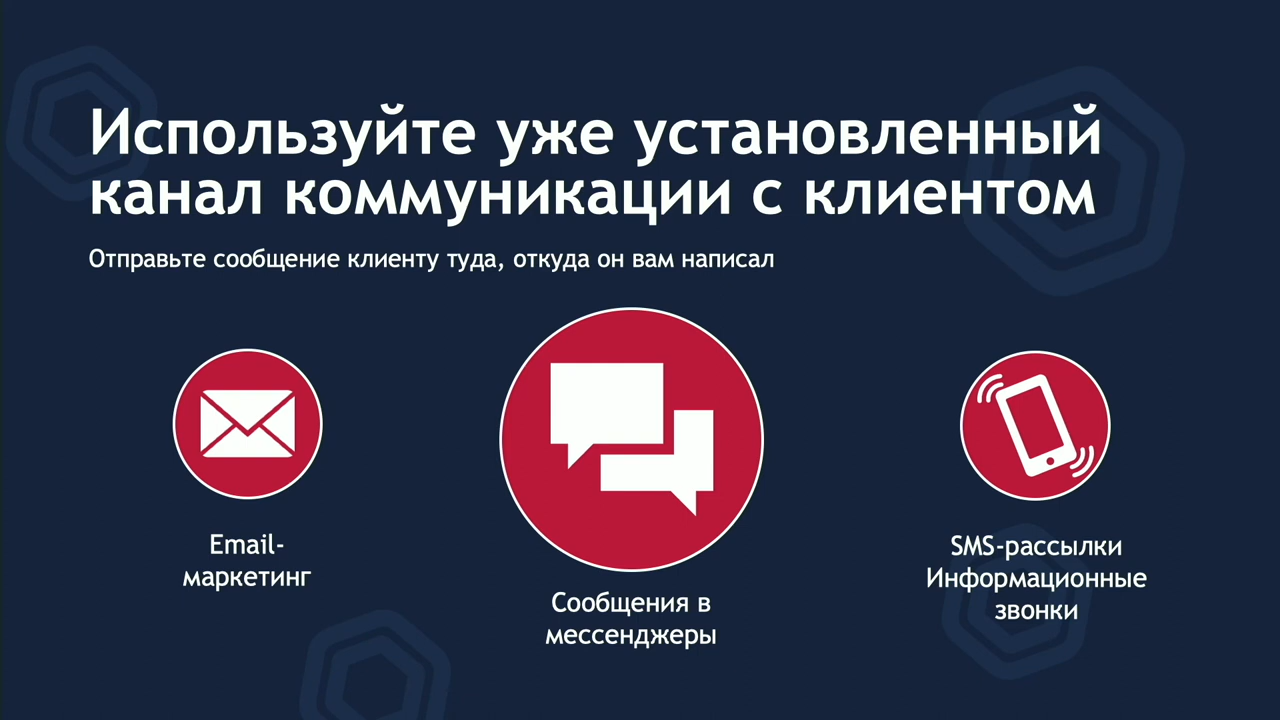 Используйте уже установленный
канал коммуникации с клиентом
Отправьте сообщение клиенту туда, откуда он вам написал
Email-
маркетинг
Сообщения в
мессенджеры
SMS-рассылки
Информационные
звонки